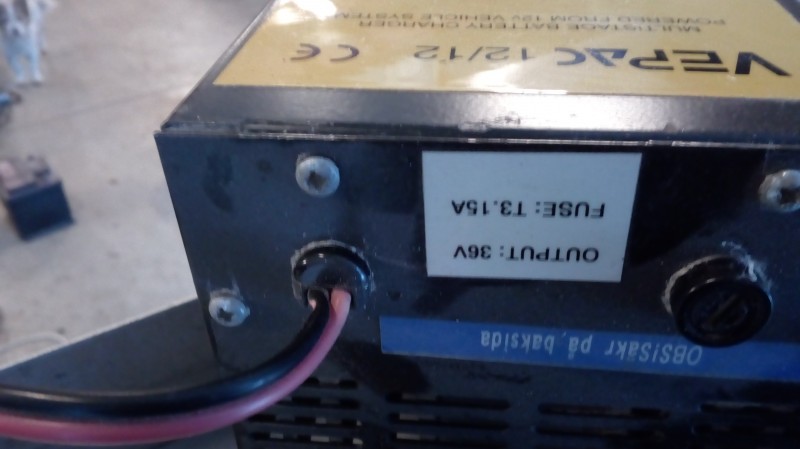 VEPAC 12/12 CE
MULTISTAGE BATTERY CHARGER
POWERED FROM 12V VEHICLE SYSTEM
OUTPUT: 36V
FUSE: T3.15A
OBS!Säkr på baksida